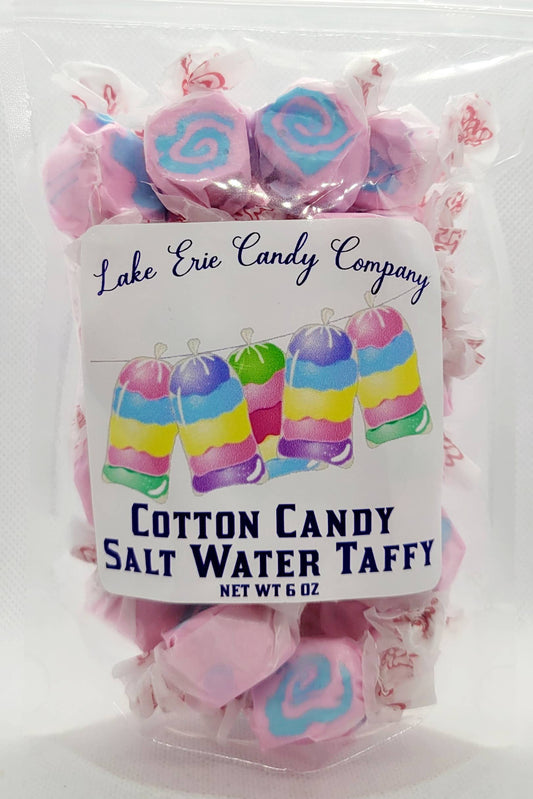 Lake Erie Candy Company
COTTON CANDY
SALT WATER TAFFY
NET WT 6 OZ